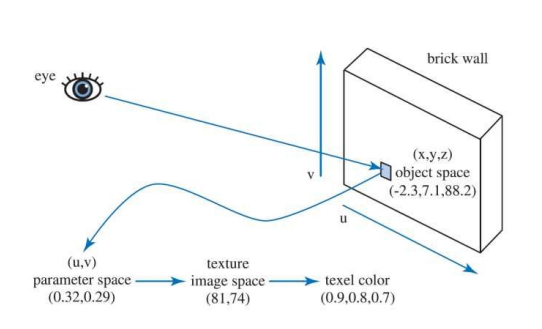 brick wall
eye
(x,y,z)
object space
(-2.3,7.1,88.2)
v
u
(u,v)
parameter space
(0.32,0.29)
texture
image space
(81,74)
texel color
(0.9,0.8,0.7)